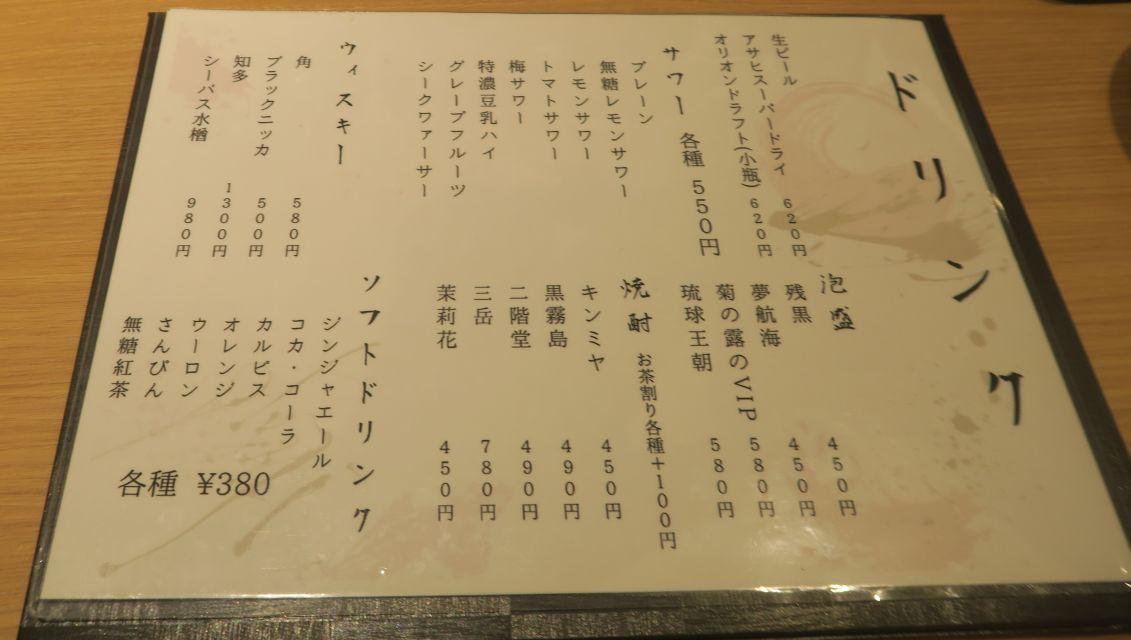 ドリンク
生ビール
アサヒスーパードライ 620円
オリオンドラフト(小瓶) 620円
サワー 各種 550円
プレーン
無糖レモンサワー
レモンサワー
トマトサワー
梅サワー
特濃豆乳ハイ
グレープフルーツ
シークワァーサー
ウィスキー
角 580円
ブラックニッカ 500円
知多 1300円
シーバス水楢 980円
泡盛
残黒 450円
夢航海 450円
菊の露のVIP 580円
琉球王朝 580円
焼酎 お茶割り各種+100円
キンミヤ 450円
黒霧島 490円
二階堂 490円
三岳 780円
茉莉花 450円
ソフトドリンク
ジンジャエール
コカ・コーラ
カルピス
オレンジ
ウーロン
さんぴん
無糖紅茶
各種 ¥380